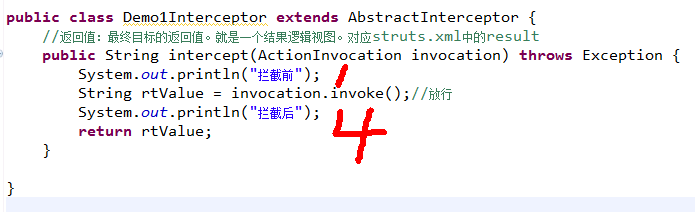 public class Demo1Interceptor extends AbstractInterceptor {
//返回值：最终目标的返回值。就是一个结果逻辑视图。对应struts.xml中的result
public String intercept(ActionInvocation invocation) throws Exception {
System.out.println("拦截前");
1
String rtValue = invocation.invoke();//放行
System.out.println("拦截后");
4
return rtValue;
}
}